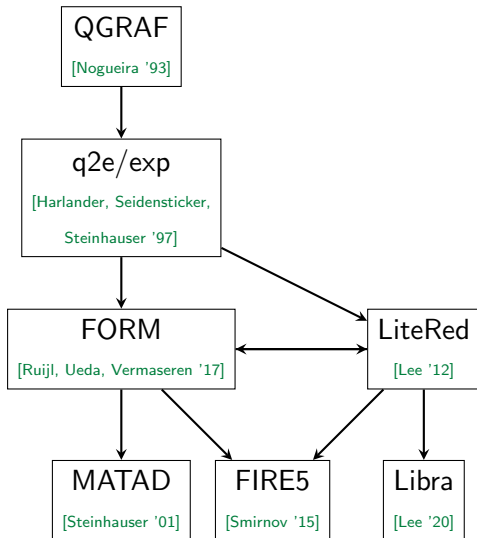 QGRAF
[Nogueira '93]
q2e/exp
[Harlander, Seidensticker,
Steinhauser '97]
FORM
[Ruijl, Ueda, Vermaseren '17]
LiteRed
[Lee '12]
MATAD
[Steinhauser '01]
FIRE5
[Smirnov '15]
Libra
[Lee '20]